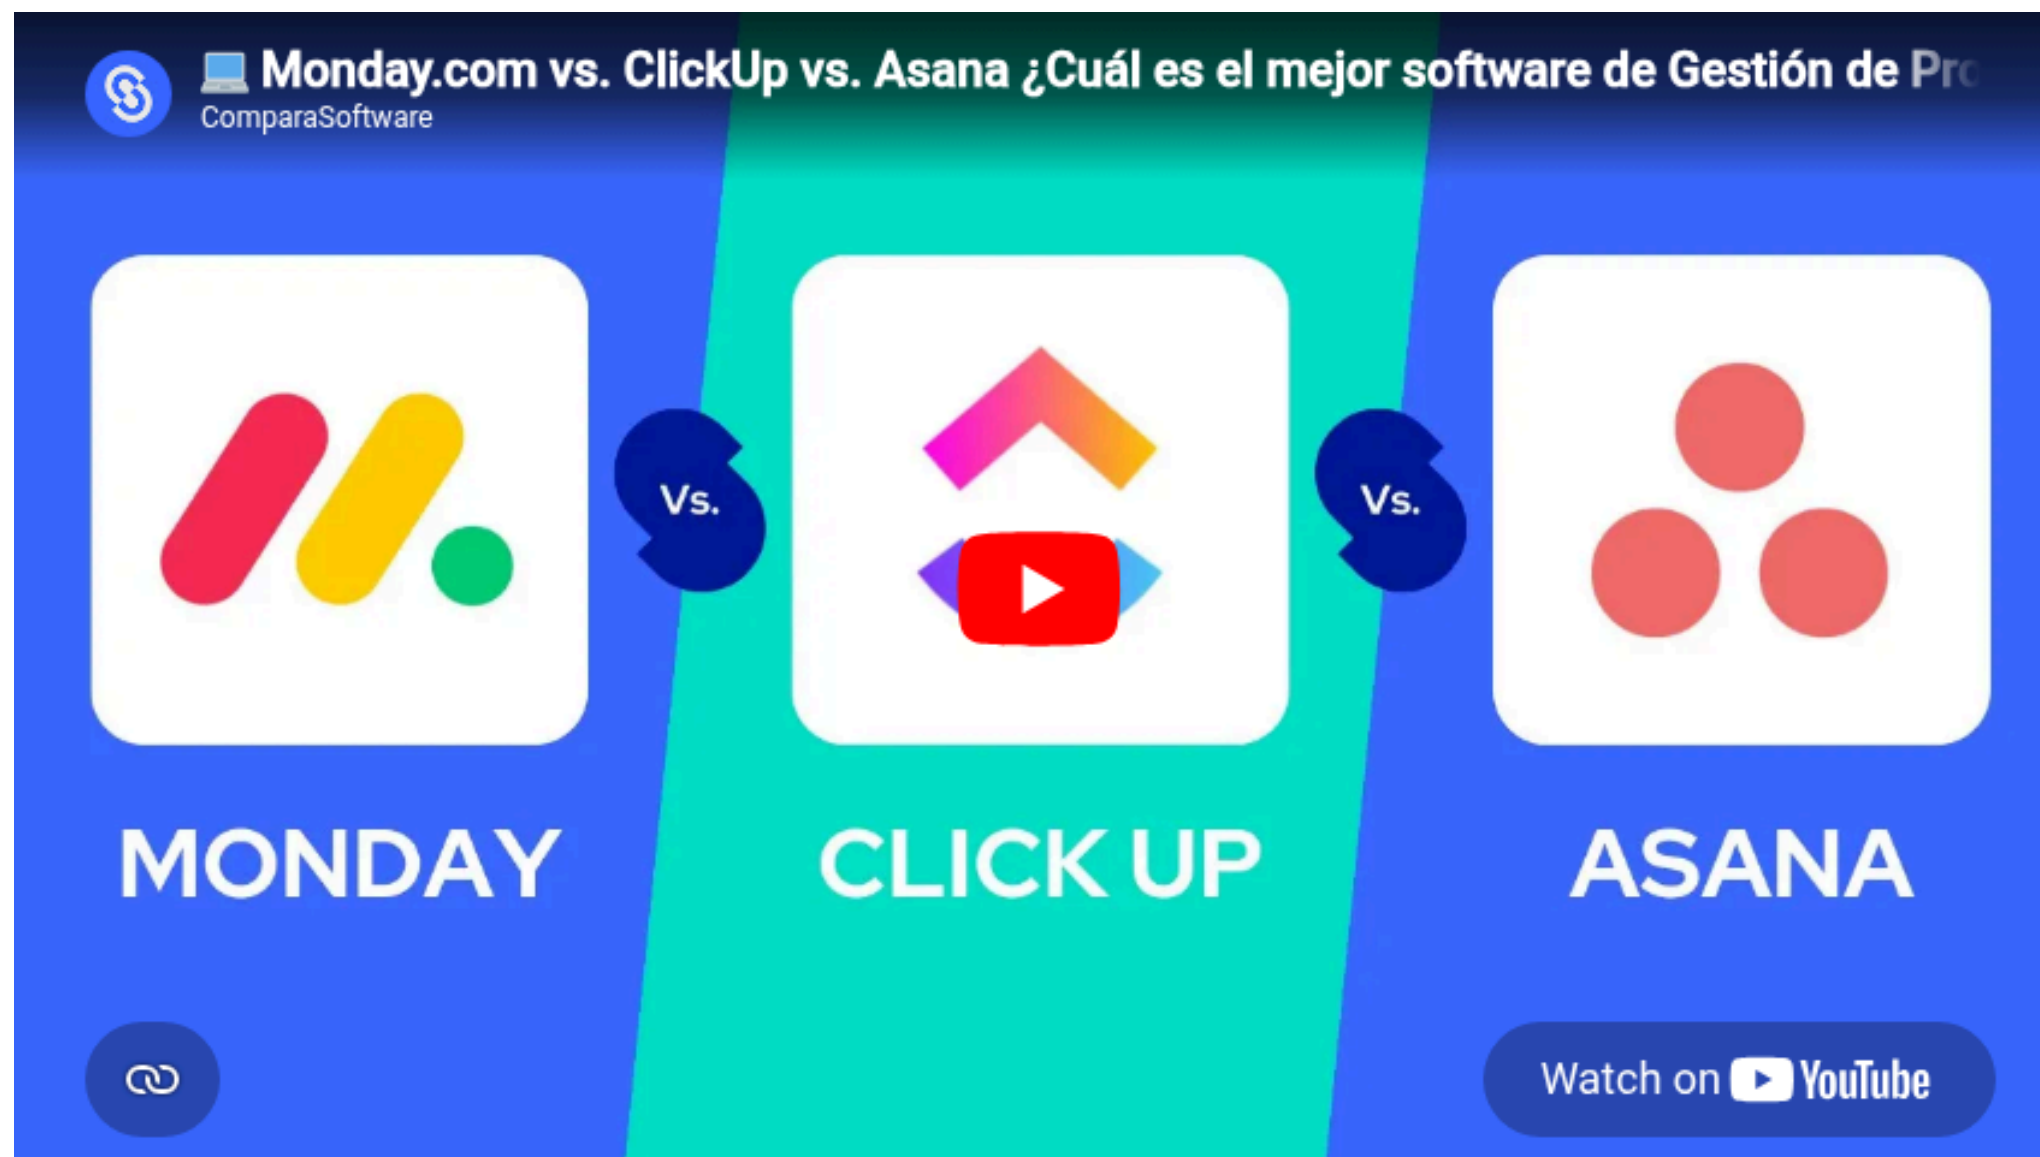 💻 Monday.com vs. ClickUp vs. Asana ¿Cuál es el mejor software de Gestión de
ComparaSoftware
Vs.
Vs.
MONDAY
CLICK UP
ASANA
Watch on YouTube